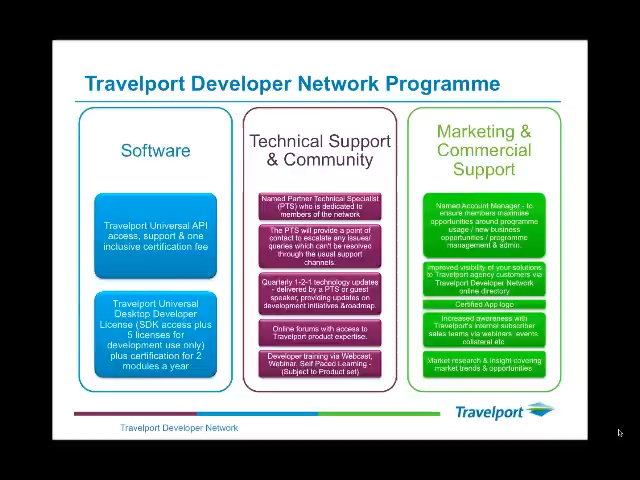 Travelport Developer Network Programme
Software
Travelport Universal API
access, support & one
inclusive certification fee
Travelport Universal
Desktop Developer
License (SDK access plus
5 licenses for
development use only)
plus certification for 2
modules a year
Technical Support
& Community
Named Partner Technical Specialist
(PTS) who is dedicated to
members of the network
The PTS will provide a point of
contact to escalate any issues/
queries which can't be resolved
through the usual support
channels.
Quarterly 1-2-1 technology updates
- delivered by a PTS or guest
speaker, providing updates on
development initiatives &roadmap.
Online forums with access to
Travelport product expertise.
Developer training via Webcast,
Webinar, Self Paced Learning -
(Subject to Product set)
Marketing &
Commercial
Support
Named Account Manager - to
ensure members maximise
opportunities around programme
usage / new business
opportunities / programme
management & admin.
Improved visibility of your solutions
to Travelport agency customers via
Travelport Developer Network
online directory
Certified App logo
Increased awareness with
Travelport's internal subscriber
sales teams via webinars, events,
collateral etc
Market research & insight-covering
market trends & opportunities
Travelport
Travelport Developer Network